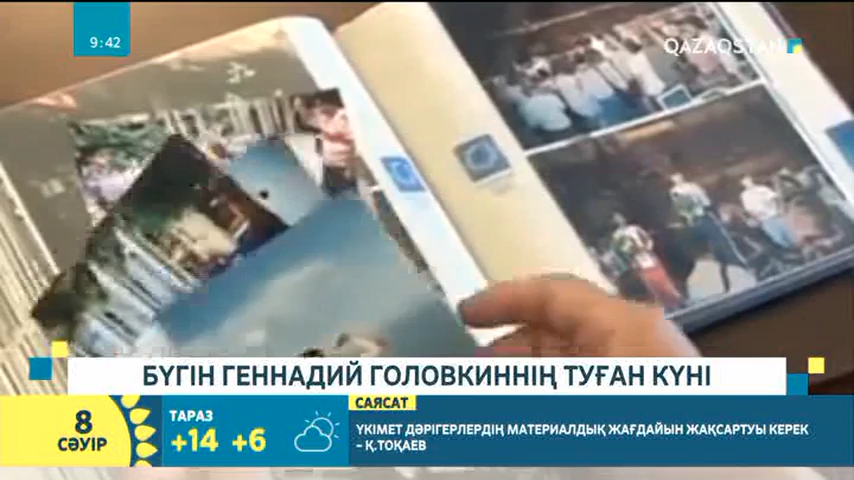 9:42
QAZAQSTAN
БҮГІН ГЕННАДИЙ ГОЛОВКИННІҢ ТУҒАН КҮНІ
8
СӘУІР
ТАРАЗ
+14 +6
САЯСАТ
ҮКІМЕТ ДӘРІГЕРЛЕРДІҢ МАТЕРИАЛДЫҚ ЖАҒДАЙЫН ЖАҚСАРТУЫ КЕРЕК
– Қ.ТОҚАЕВ